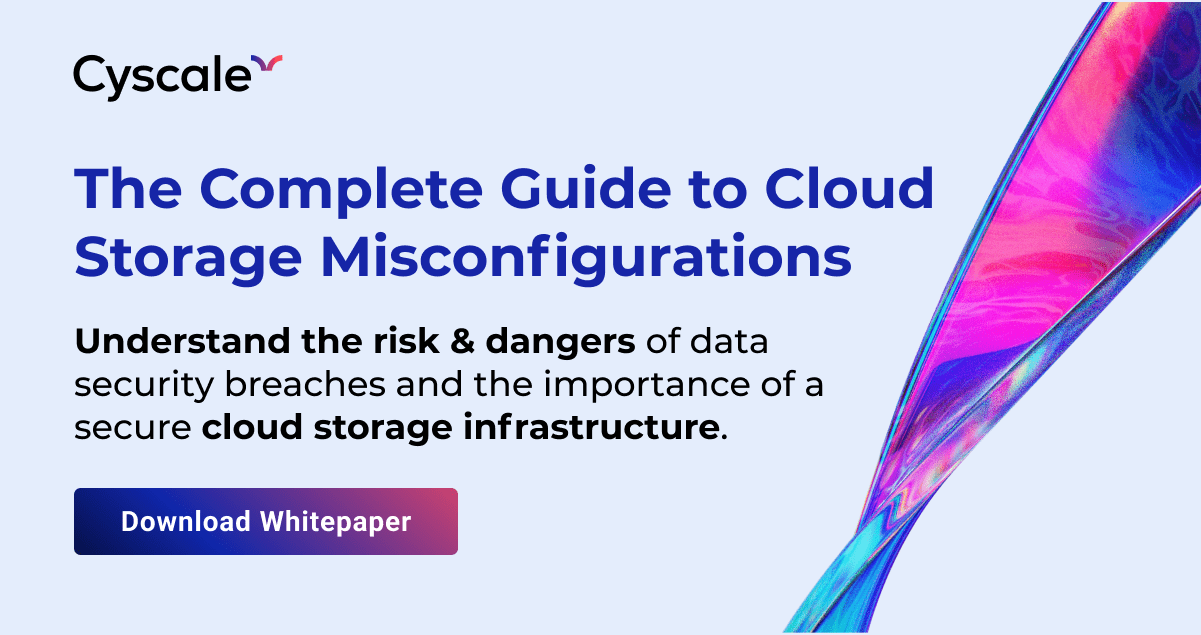 Cyscale
The Complete Guide to Cloud
Storage Misconfigurations
Understand the risk & dangers of data
security breaches and the importance of a
secure cloud storage infrastructure.
Download Whitepaper